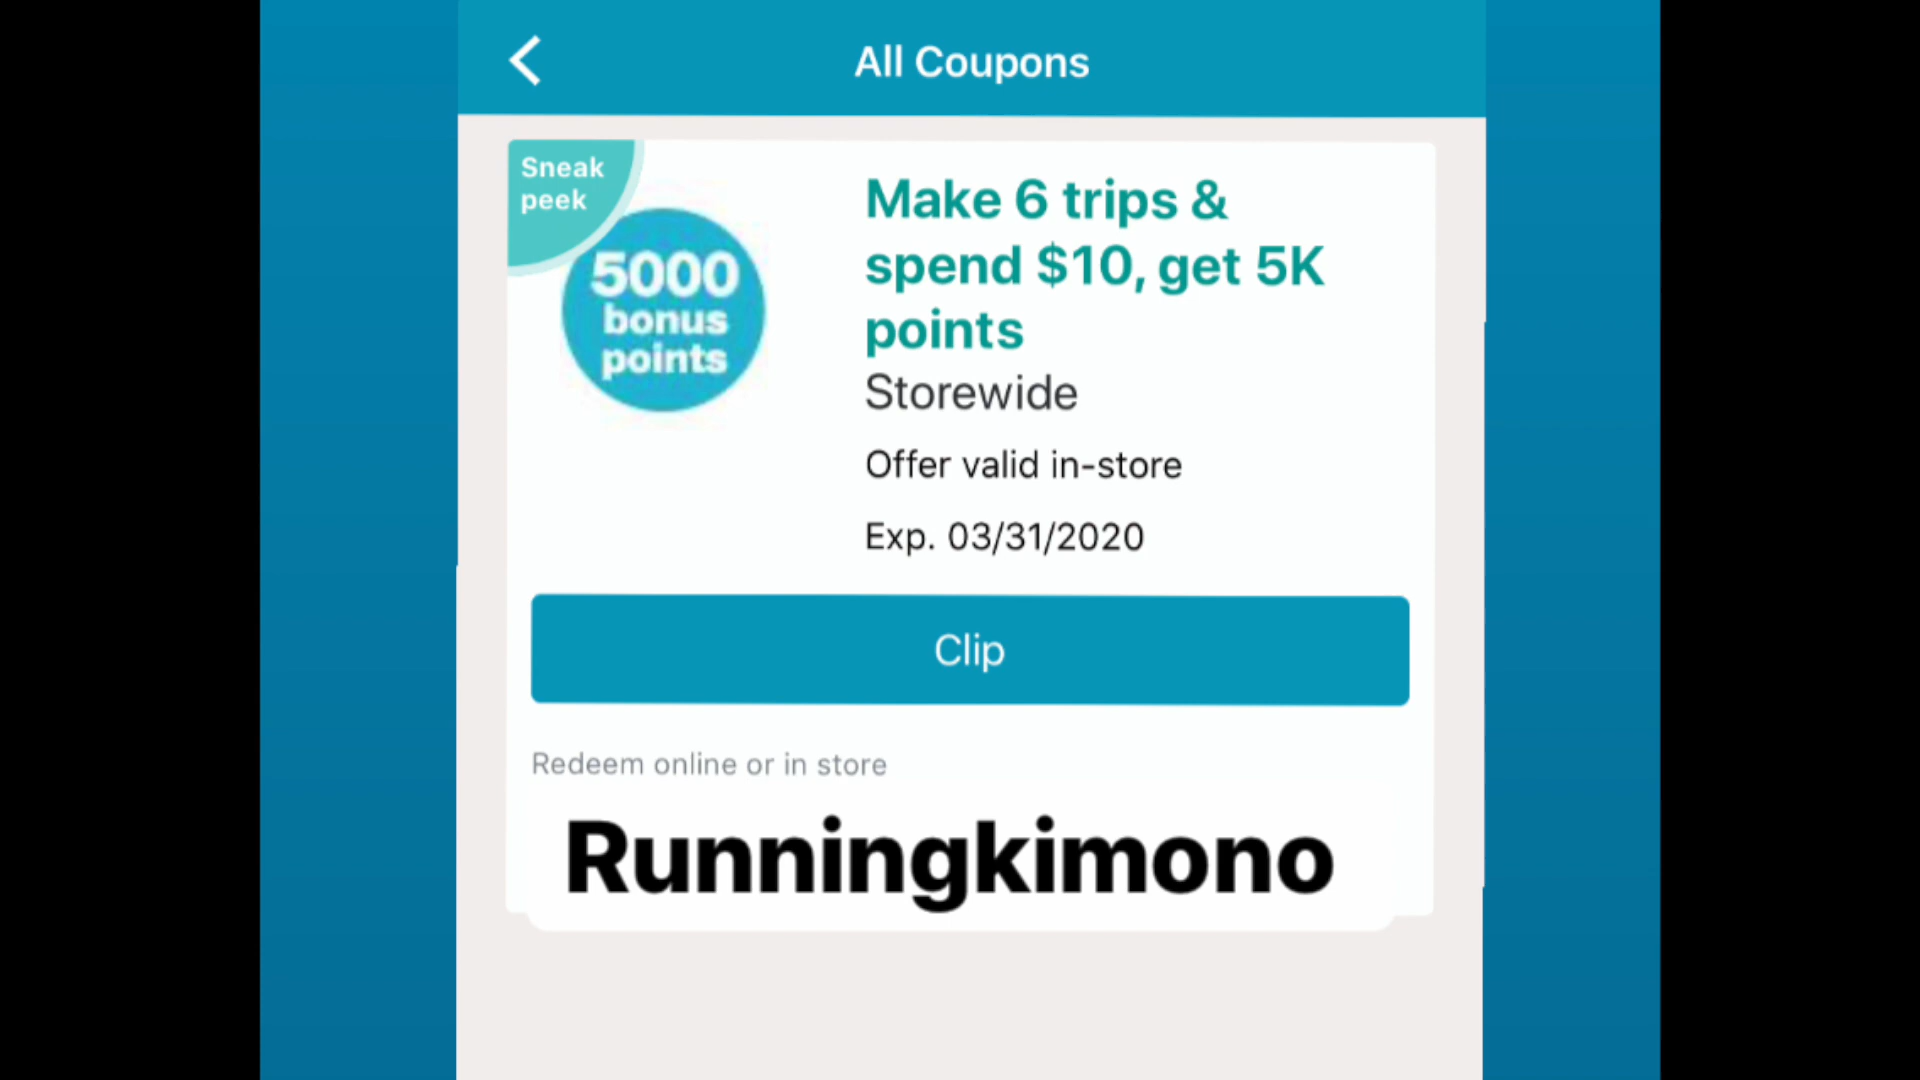 All Coupons
Sneak
peek
5000
bonus
points
Make 6 trips &
spend $10, get 5K
points
Storewide
Offer valid in-store
Exp. 03/31/2020
Clip
Redeem online or in store
Runningkimono